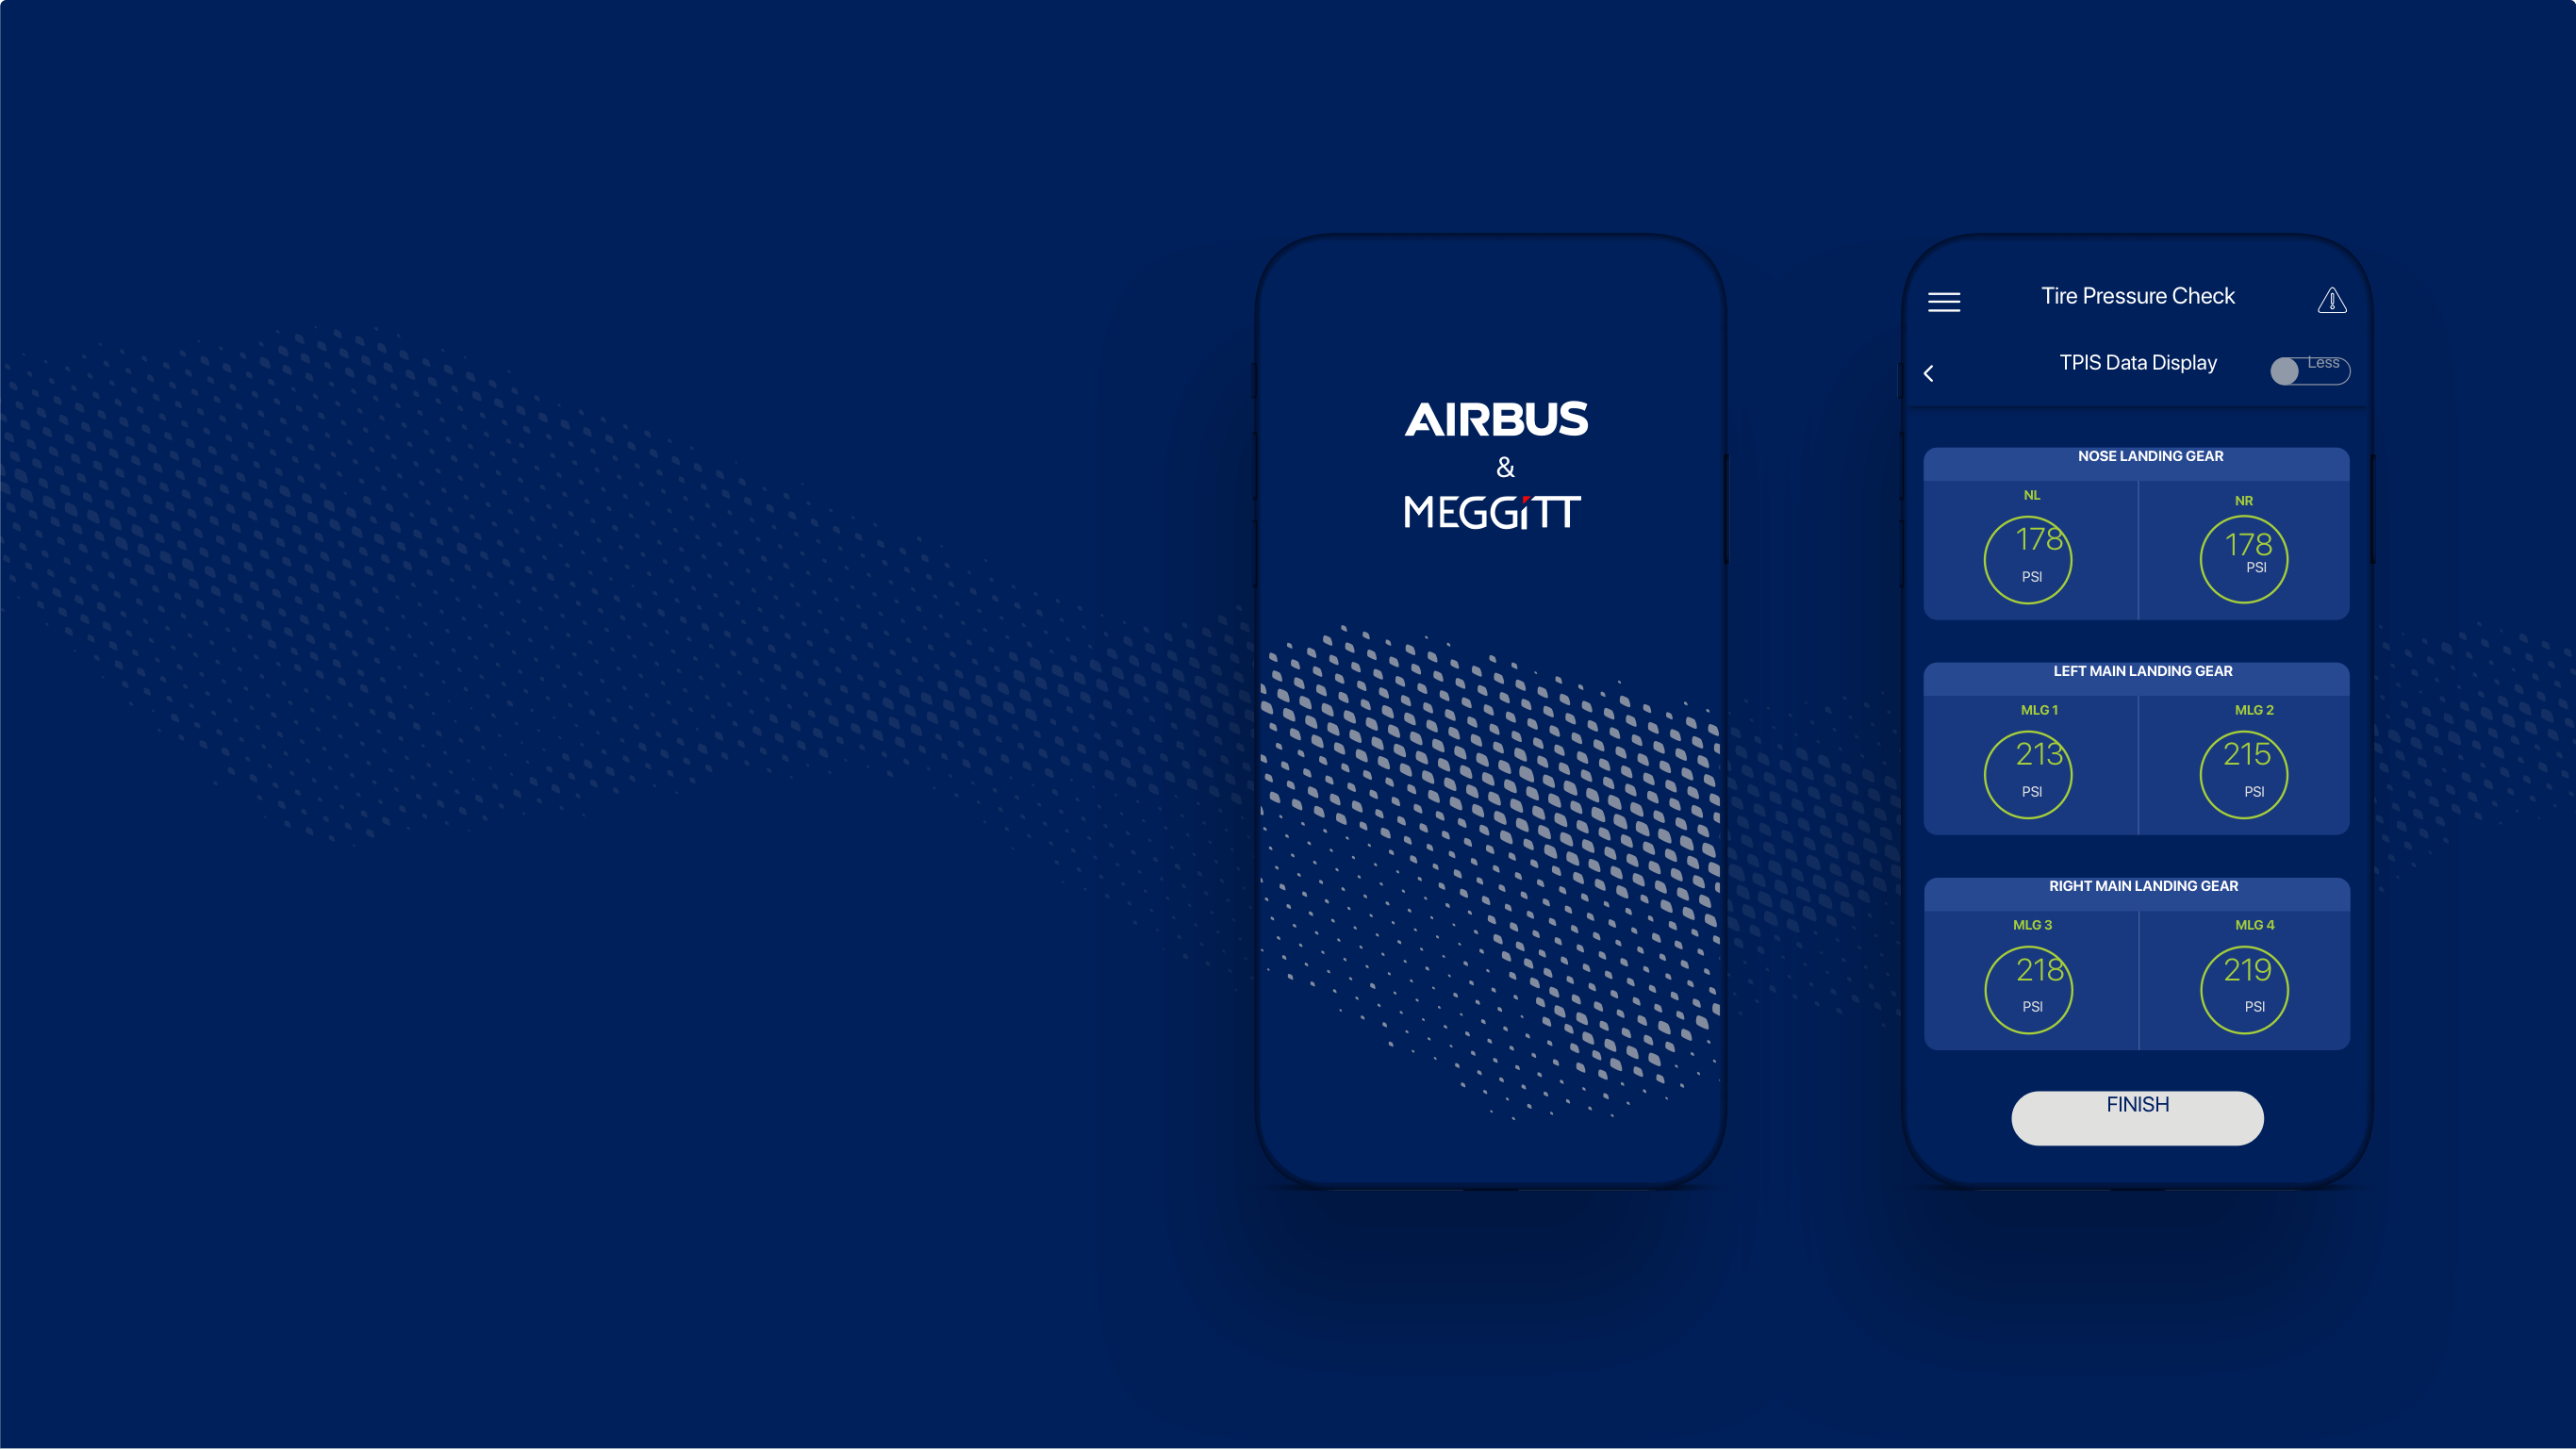 AIRBUS
&
MEGGITT
Tire Pressure Check
TPIS Data Display
Less
NOSE LANDING GEAR
NL
NR
178
178
PSI
PSI
LEFT MAIN LANDING GEAR
MLG 1
MLG 2
213
215
PSI
PSI
RIGHT MAIN LANDING GEAR
MLG 3
MLG 4
218
219
PSI
PSI
FINISH